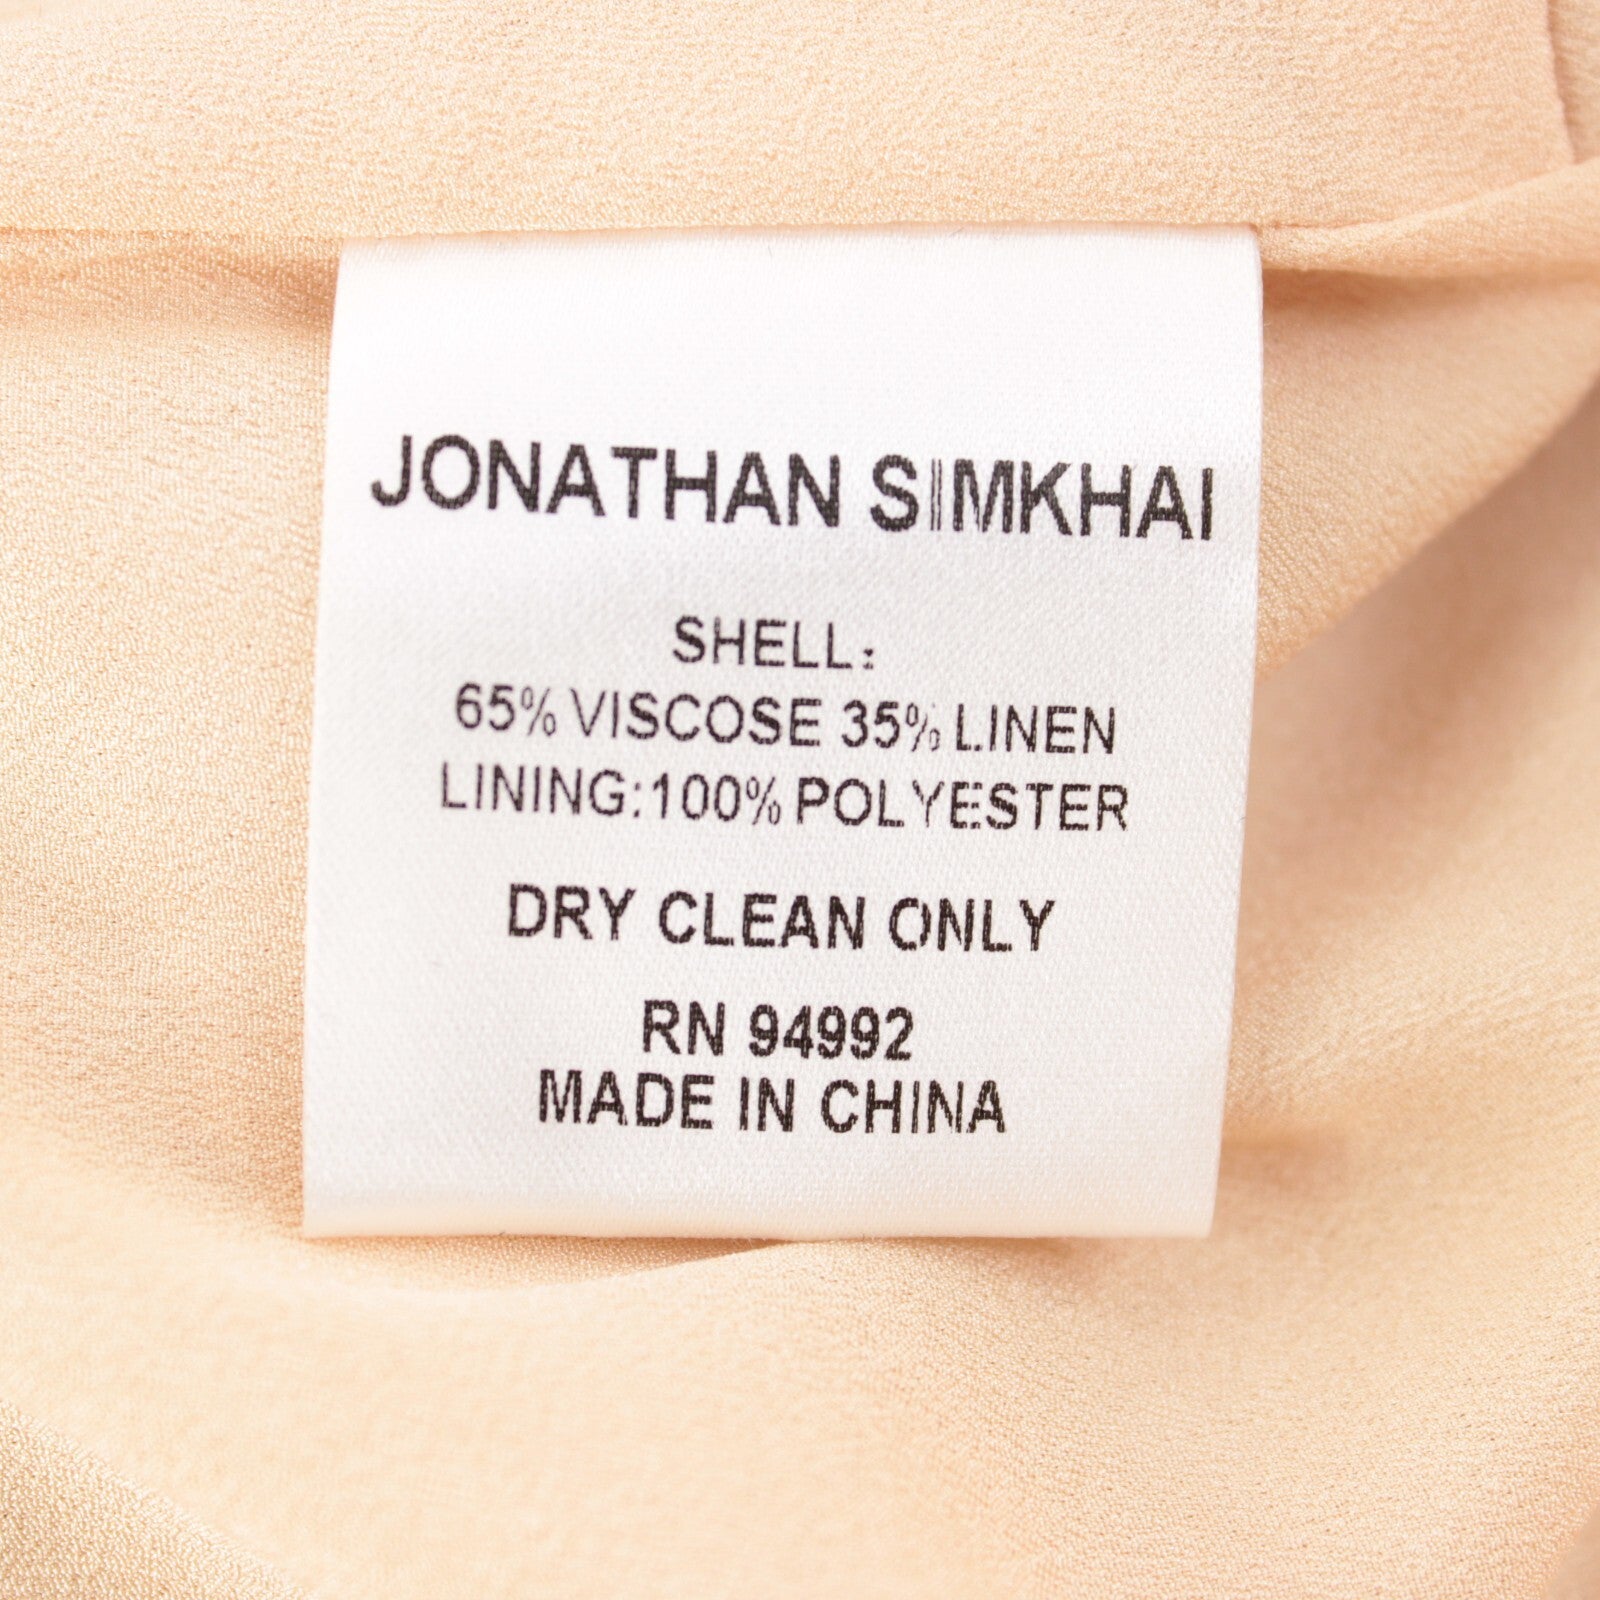 JONATHAN SIMKHAI
SHELL:
65% VISCOSE 35% LINEN
LINING:100% POLYESTER
DRY CLEAN ONLY
RN 94992
MADE IN CHINA